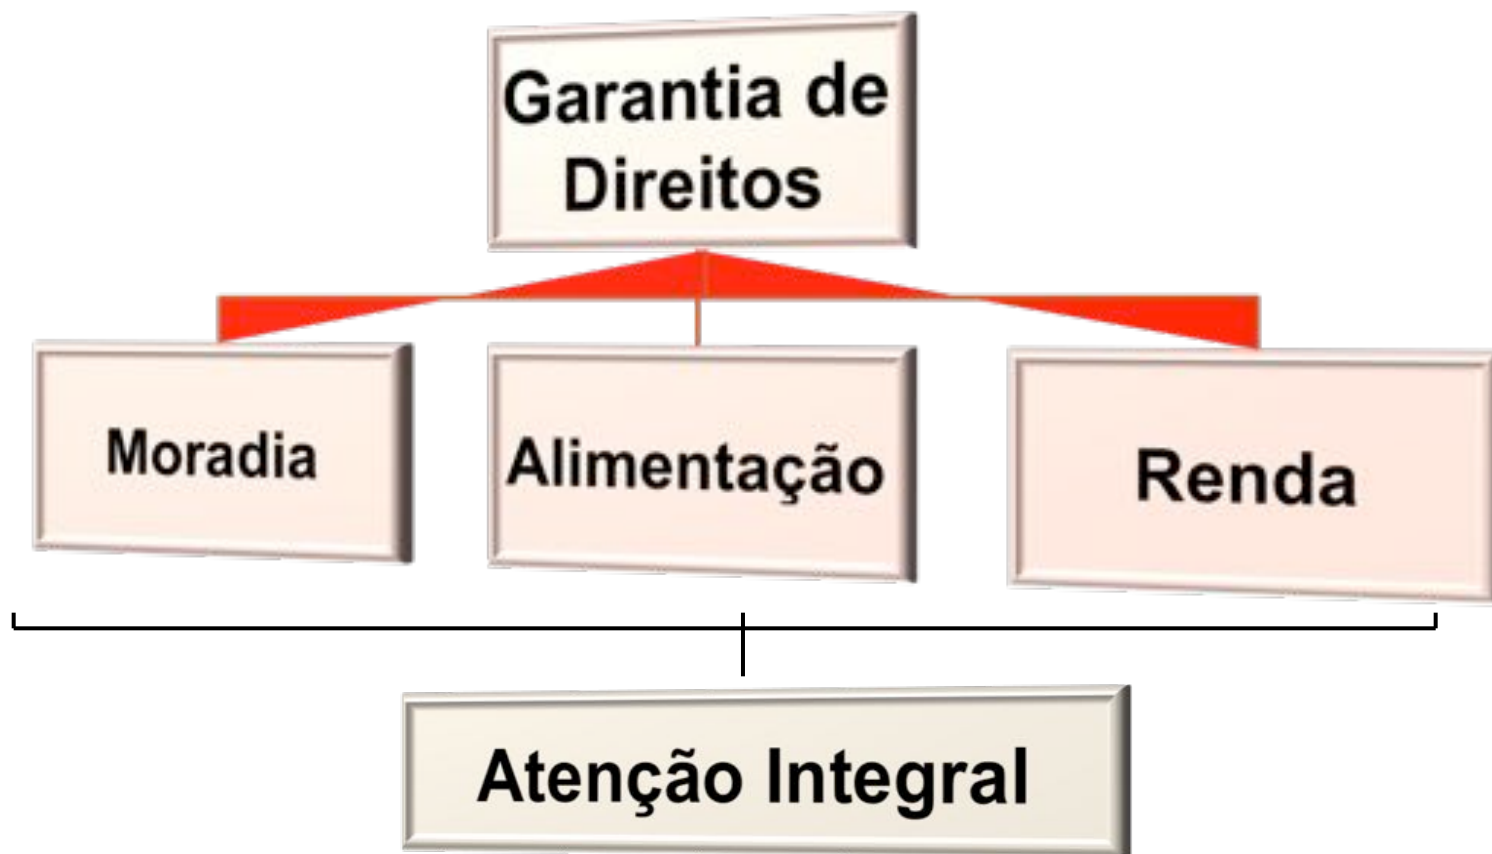 Garantia de
Direitos
Moradia
Alimentação
Renda
Atenção Integral